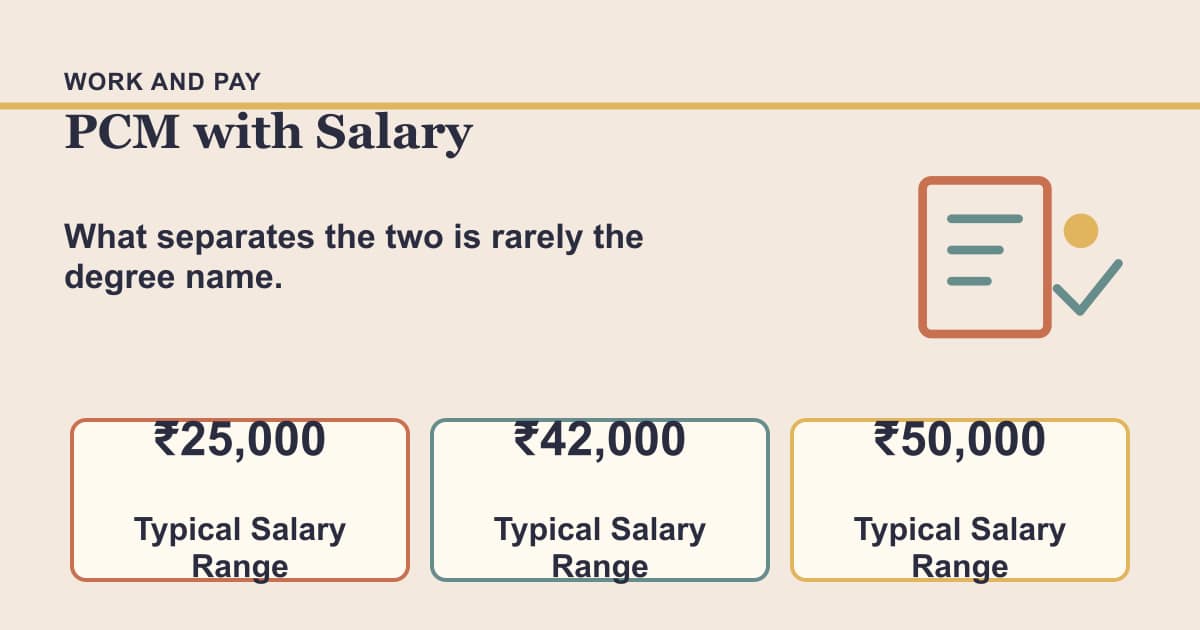 WORK AND PAY
PCM with Salary
What separates the two is rarely the
degree name.
₹25,000
Typical Salary
Range
₹42,000
Typical Salary
Range
₹50,000
Typical Salary
Range